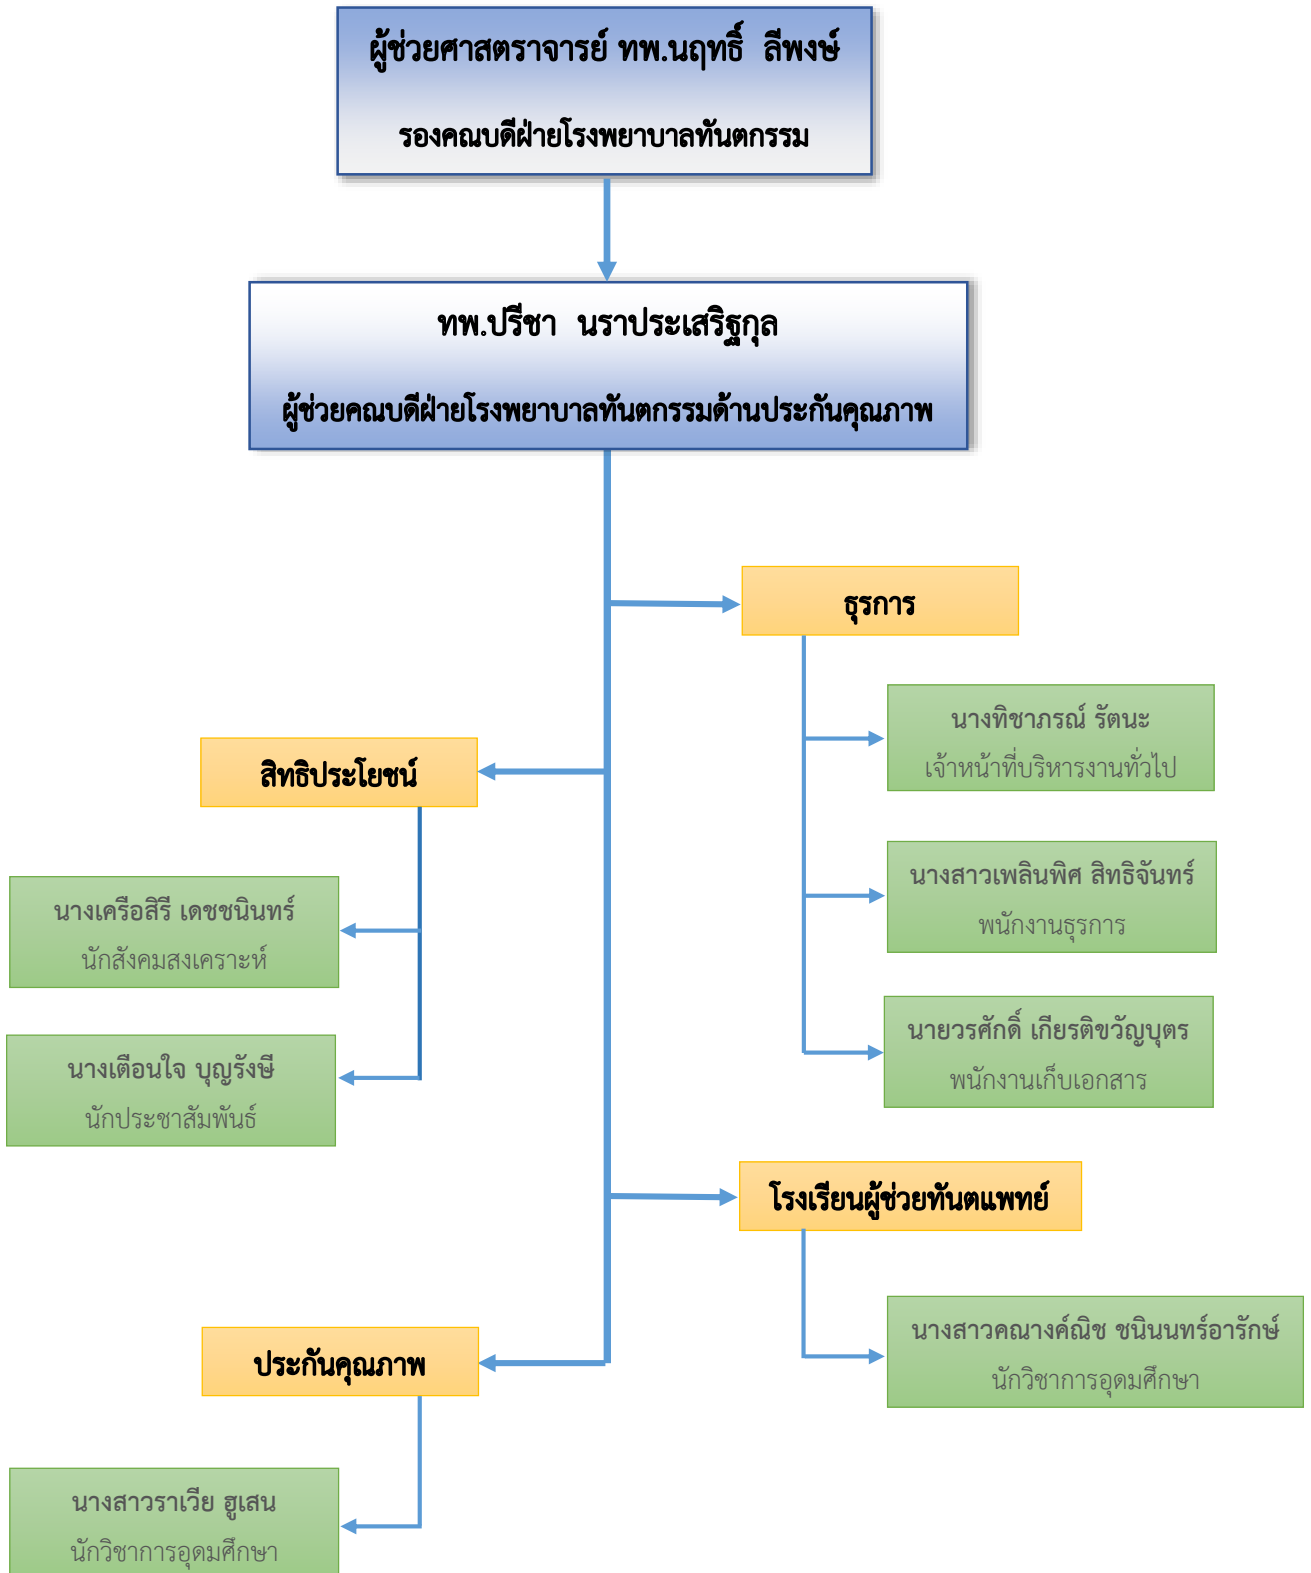 ผู้ช่วยศาสตราจารย์ ทพ.นฤทธิ์ ลีพงษ์
รองคณบดีฝ่ายโรงพยาบาลทันตกรรม
ทพ.ปรีชา นราประเสริฐกุล
ผู้ช่วยคณบดีฝ่ายโรงพยาบาลทันตกรรมด้านประกันคุณภาพ
ธุรการ
นางทิชาภรณ์ รัตนะ
เจ้าหน้าที่บริหารงานทั่วไป
นางสาวเพลินพิศ สิทธิจันทร์
พนักงานธุรการ
นายวรศักดิ์ เกียรติขวัญบุตร
พนักงานเก็บเอกสาร
สิทธิประโยชน์
นางเครือสิรี เดชชนินทร์
นักสังคมสงเคราะห์
นางเตือนใจ บุญรังษี
นักประชาสัมพันธ์
โรงเรียนผู้ช่วยทันตแพทย์
นางสาวคณางค์ณิช ชนินนทร์อารักษ์
นักวิชาการอุดมศึกษา
ประกันคุณภาพ
นางสาวราเวีย ฮูเสน
นักวิชาการอุดมศึกษา